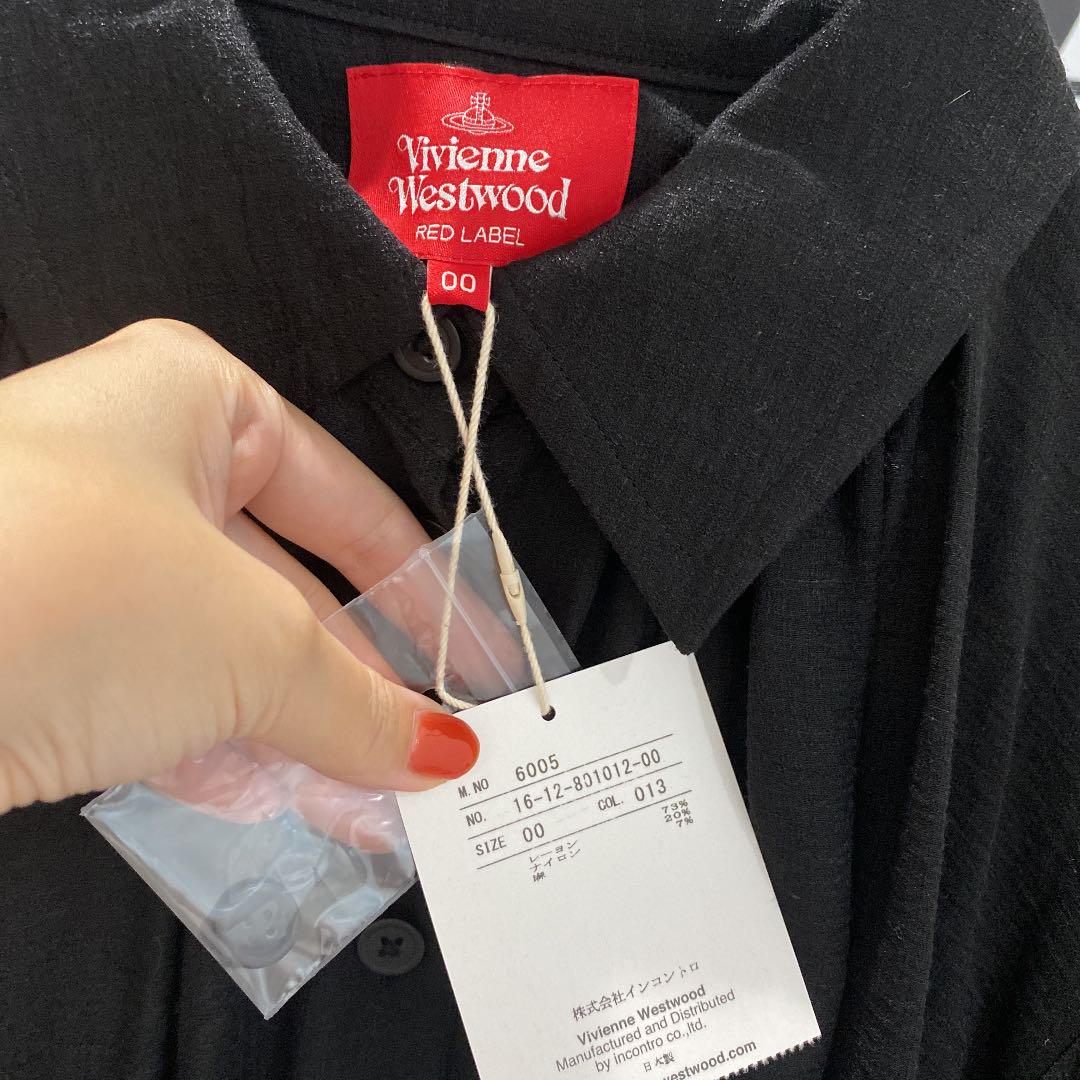 Vivienne
Westwood
RED LABEL
00
M.NO 6005
NO. 16-12-801012-00
SIZE 00 COL. 013
レーヨン 73%
ナイロン 20%
麻 7%
株式会社インコントロ
Vivienne Westwood
Manufactured and Distributed
by incontro co.,ltd.
日本製
westwood.com